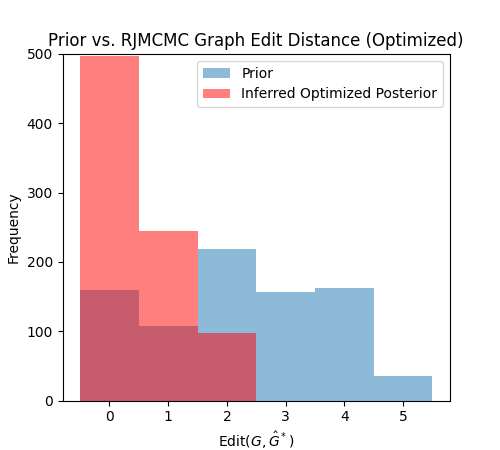 Prior vs. RJMCMC Graph Edit Distance (Optimized)
Prior
Inferred Optimized Posterior
500
400
300
200
100
0
Frequency
0 1 2 3 4 5
Edit(G, Ĝ*)